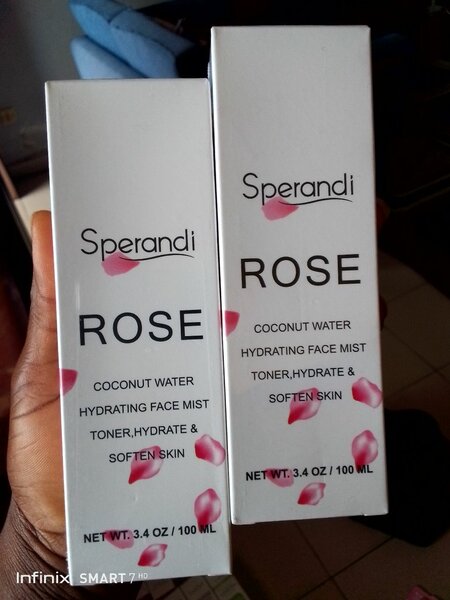 Sperandi
ROSE
COCONUT WATER
HYDRATING FACE MIST
TONER,HYDRATE &
SOFTEN SKIN
NET WT. 3.4 OZ / 100 ML
Sperandi
ROSE
COCONUT WATER
HYDRATING FACE MIST
TONER,HYDRATE &
SOFTEN SKIN
NET WT. 3.4 OZ / 100 ML
Infinix SMART 7 HD